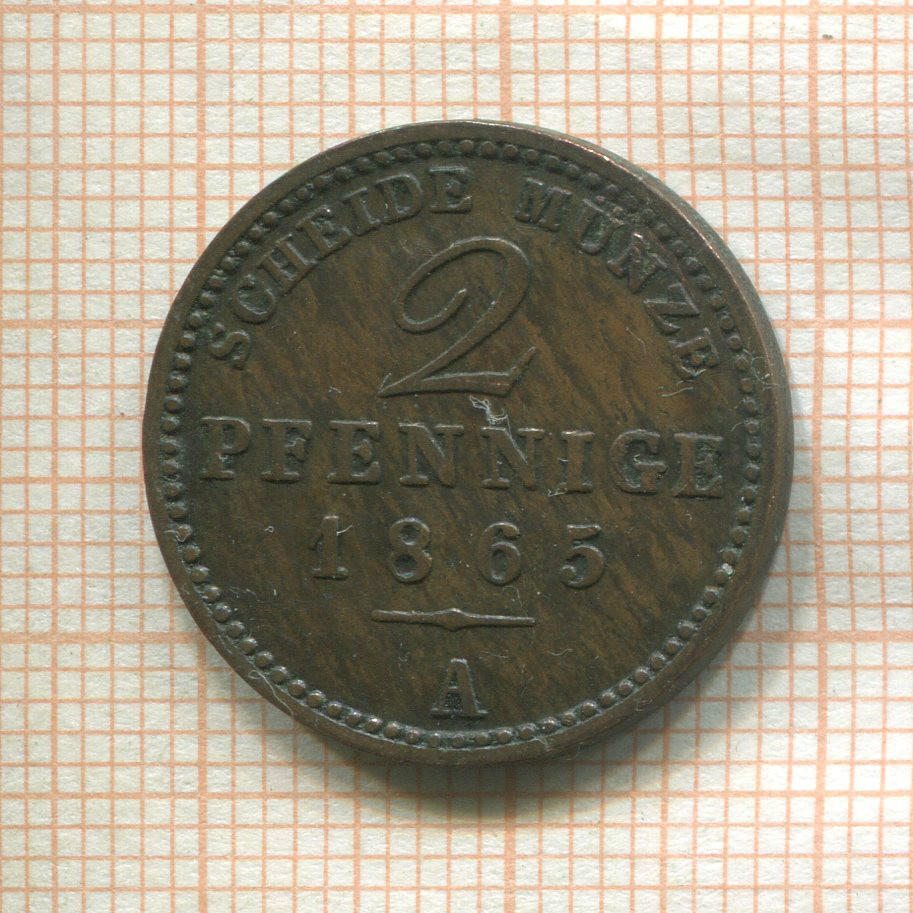 SCHEIDE MÜNZE
2
PFENNIGE
1865
A